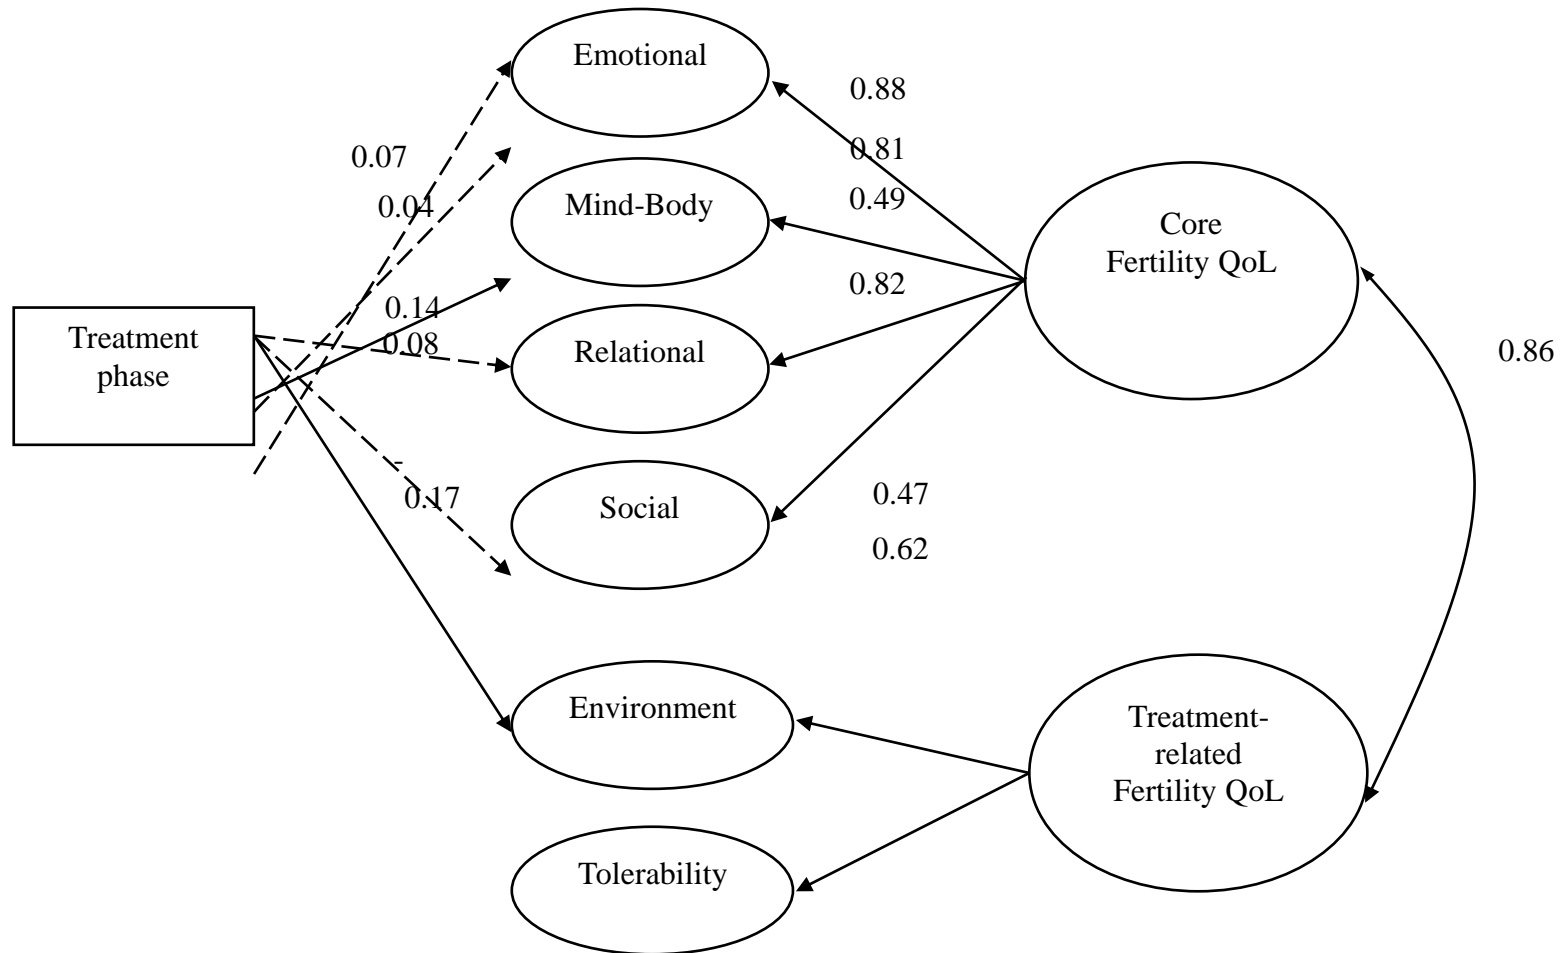 Emotional
0.88
0.07
0.81
0.04
Mind-Body
0.49
Core
Fertility QoL
0.82
0.14
0.08
Treatment
phase
Relational
0.86
-
0.17
Social
0.47
0.62
Environment
Treatment-
related
Fertility QoL
Tolerability